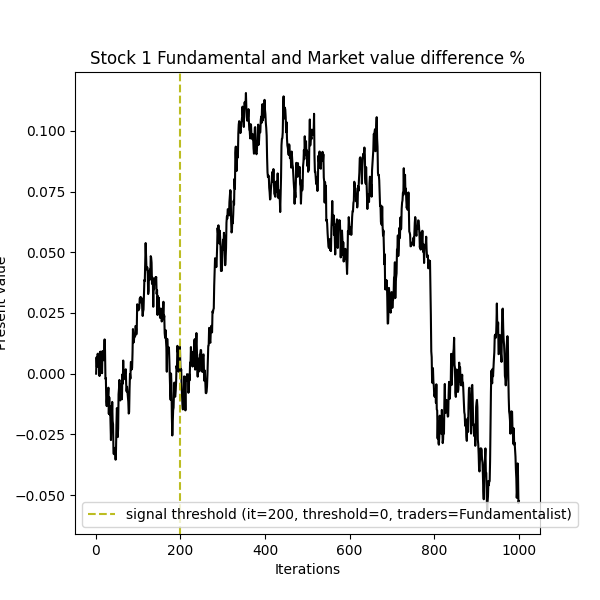 Stock 1 Fundamental and Market value difference %
Present value
0.100
0.075
0.050
0.025
0.000
−0.025
−0.050
signal threshold (it=200, threshold=0, traders=Fundamentalist)
0 200 400 600 800 1000
Iterations